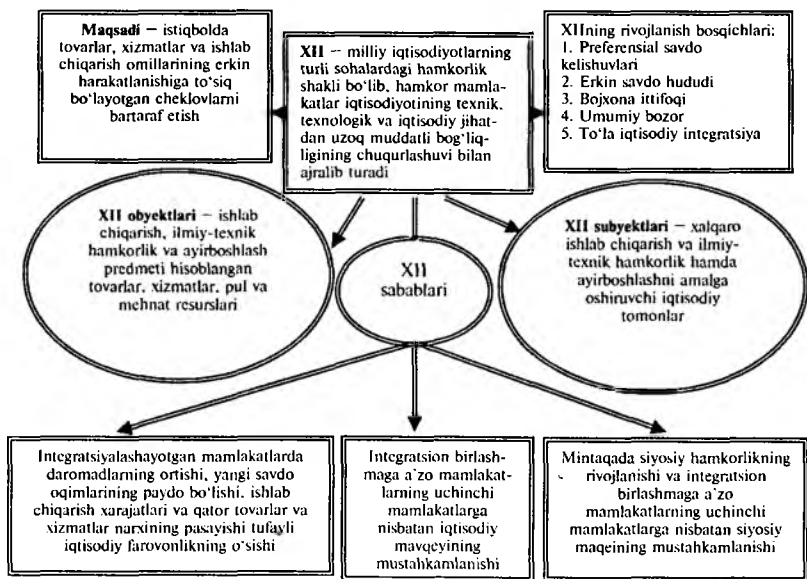 Maqsadi – istiqbolda
tovarlar, xizmatlar va ishlab
chiqarish omillarining erkin
harakatlanishiga to‘siq
bo‘layotgan cheklovlarni
bartaraf etish
XII – milliy iqtisodiyotlarning
turli sohalardagi hamkorlik
shakli bo‘lib, hamkor mamla-
katlar iqtisodiyotining texnik,
texnologik va iqtisodiy jihat-
dan uzoq muddatli bog‘liq-
ligining chuqurlashuvi bilan
ajralib turadi
XIIning rivojlanish bosqichlari:
1. Preferensial savdo
kelishuvlari
2. Erkin savdo hududi
3. Bojxona ittifoqi
4. Umumiy bozor
5. To‘la iqtisodiy integratsiya
XII obyektlari – ishlab
chiqarish, ilmiy-texnik
hamkorlik va ayirboshlash
predmeti hisoblangan
tovarlar, xizmatlar, pul va
mehnat resurslari
XII
sabablari
XII subyektlari – xalqaro
ishlab chiqarish va ilmiy-
texnik hamkorlik hamda
ayirboshlashni amalga
oshiruvchi iqtisodiy
tomonlar
Integratsiyalashayotgan mamlakatlarda
daromadlarning ortishi, yangi savdo
oqimlarining paydo bo‘lishi, ishlab
chiqarish xarajatlari va qator tovarlar va
xizmatlar narxining pasayishi tufayli
iqtisodiy farovonlikning o‘sishi
Integratsion birlash-
maga a’zo mamlakat-
larning uchinchi
mamlakatlarga
nisbatan iqtisodiy
mavqeyining
mustahkamlanishi
Mintaqada siyosiy hamkorlikning
rivojlanishi va integratsion
birlashmaga a’zo
mamlakatlarning uchinchi
mamlakatlarga nisbatan siyosiy
maqeining mustahkamlanishi